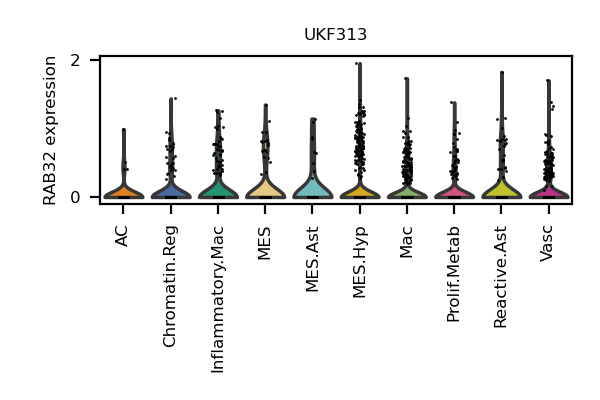 UKF313
RAB32 expression
2
0
AC
Chromatin.Reg
Inflammatory.Mac
MES
MES.Ast
MES.Hyp
Mac
Prolif.Metab
Reactive.Ast
Vasc